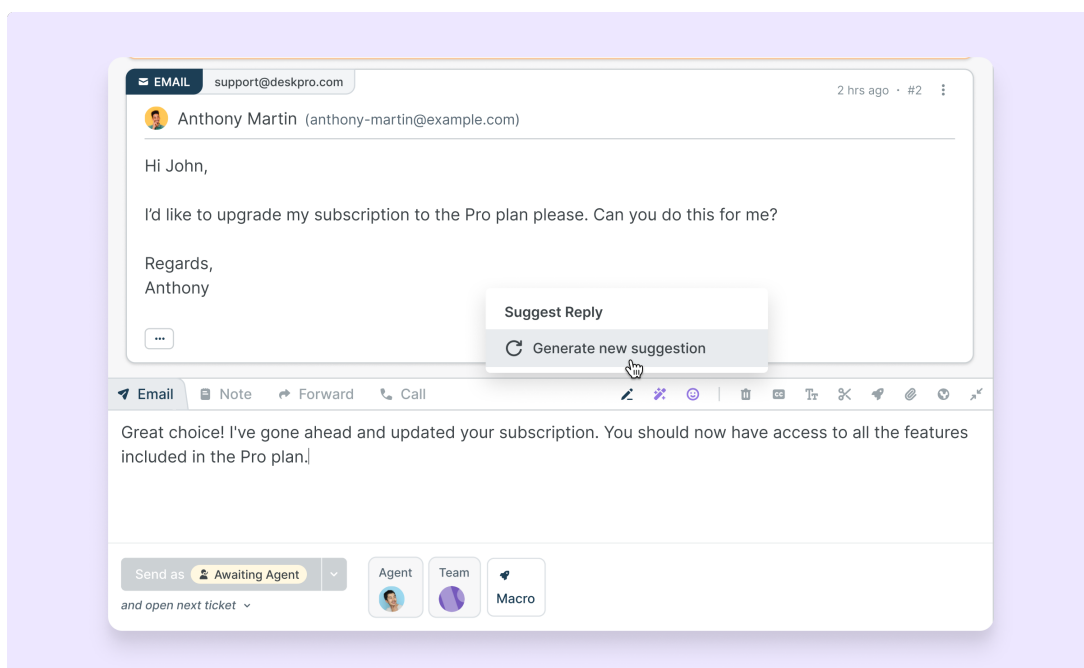 EMAIL support@deskpro.com
2 hrs ago • #2
Anthony Martin (anthony-martin@example.com)
Hi John,
I'd like to upgrade my subscription to the Pro plan please. Can you do this for me?
Regards,
Anthony
Suggest Reply
Generate new suggestion
Email Note Forward Call
CC Tт
Great choice! I've gone ahead and updated your subscription. You should now have access to all the features
included in the Pro plan.
Send as Awaiting Agent
and open next ticket
Agent Team
Macro